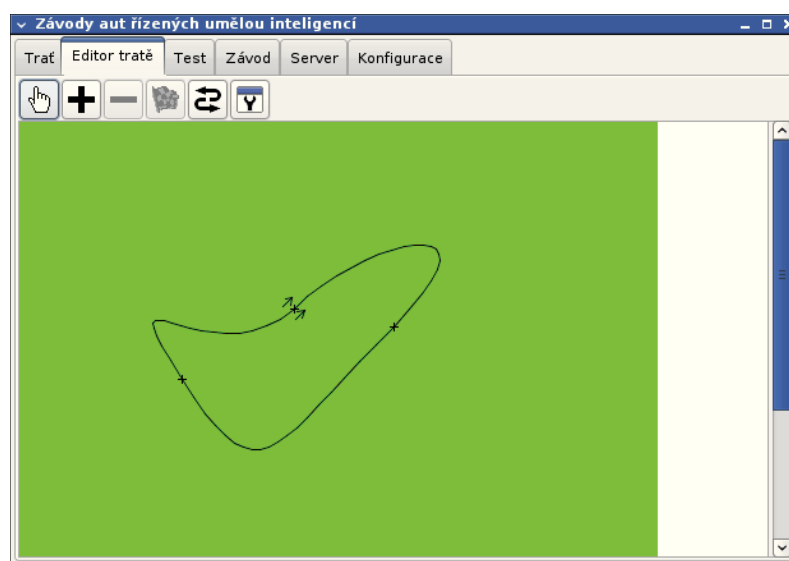 Závody aut řízených umělou inteligencí
Trať Editor tratě Test Závod Server Konfigurace